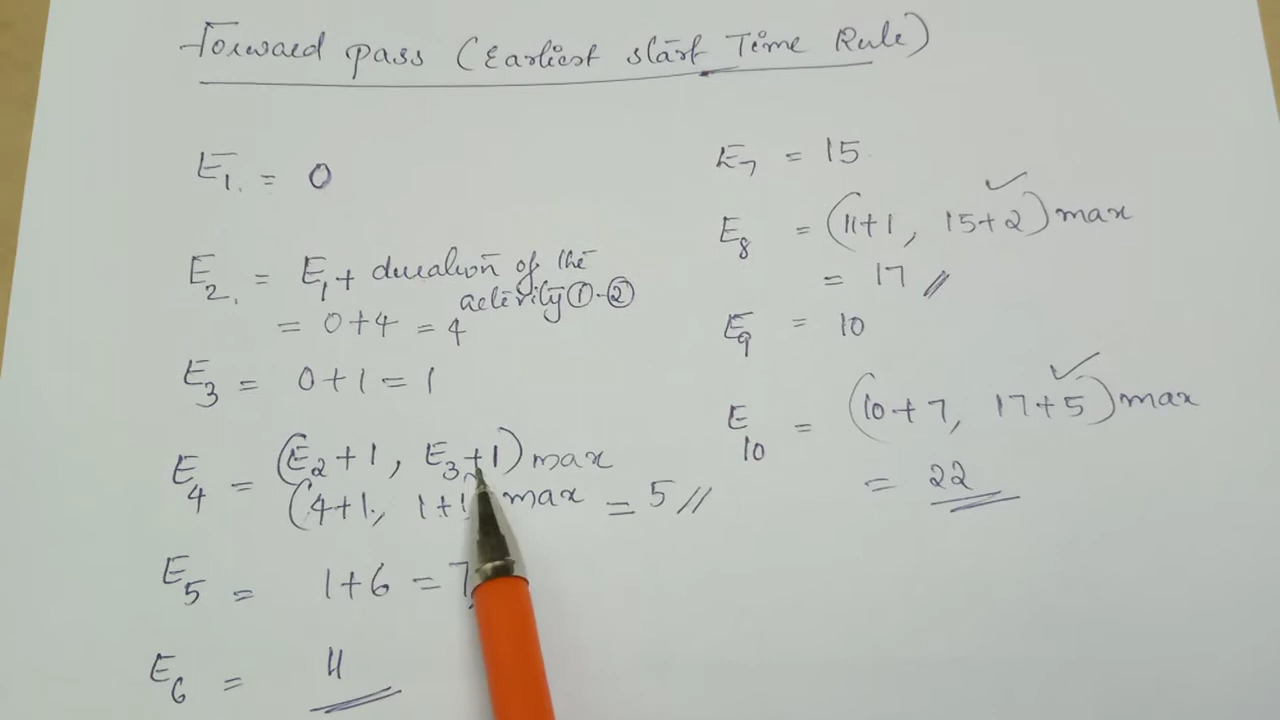 Forward pass (Earliest start Time Rule)
E1. = 0
E2. = E1 + duration of the
activity ①-②
= 0+4 = 4
E3 = 0+1 = 1
E4 = (E2+1, E3+1) max
(4+1, 1+1 max = 5 //
E5 = 1+6 = 7
E6 = 11
E7 = 15
E8 = (11+1, 15+2) max
= 17 //
E9 = 10
E10 = (10+7, 17+5) max
= 22